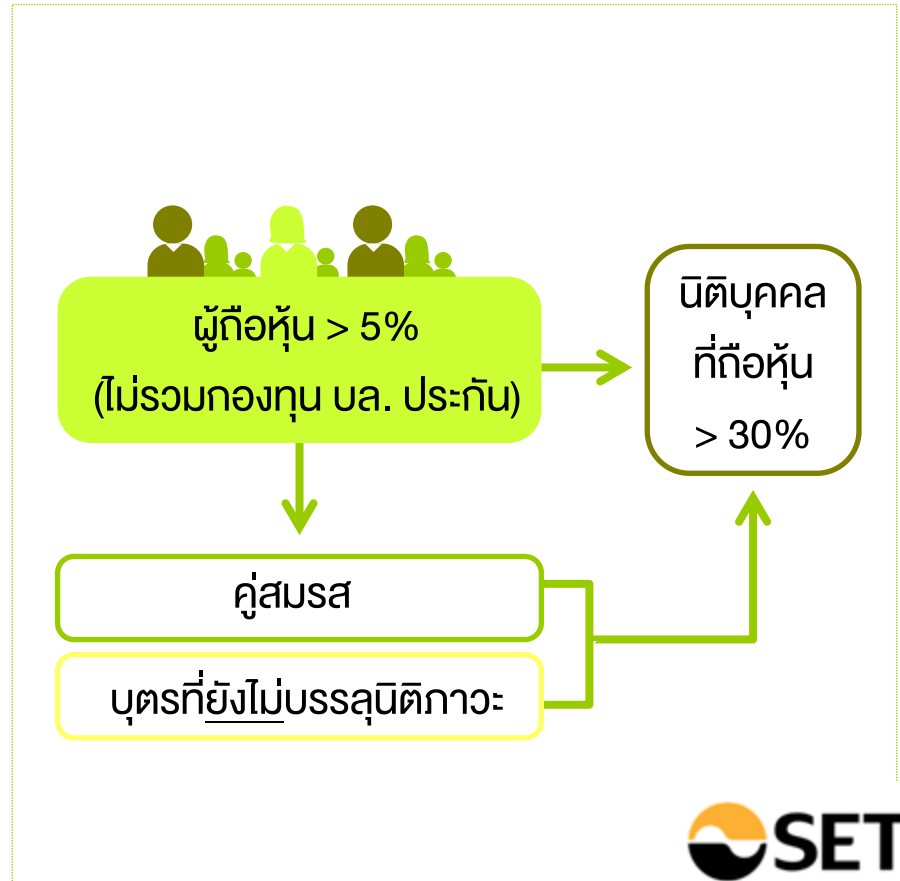 ผู้ถือหุ้น > 5%
(ไม่รวมกองทุน บล. ประกัน)
นิติบุคคล
ที่ถือหุ้น
> 30%
คู่สมรส
บุตรที่ยังไม่บรรลุนิติภาวะ
SET